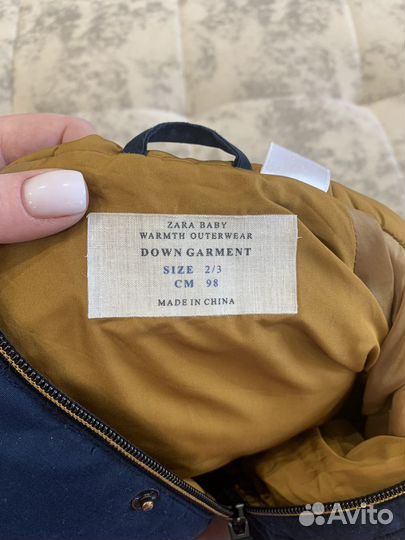 ZARA BABY
WARMTH OUTERWEAR
DOWN GARMENT
SIZE 2/3
CM 98
MADE IN CHINA
Avito